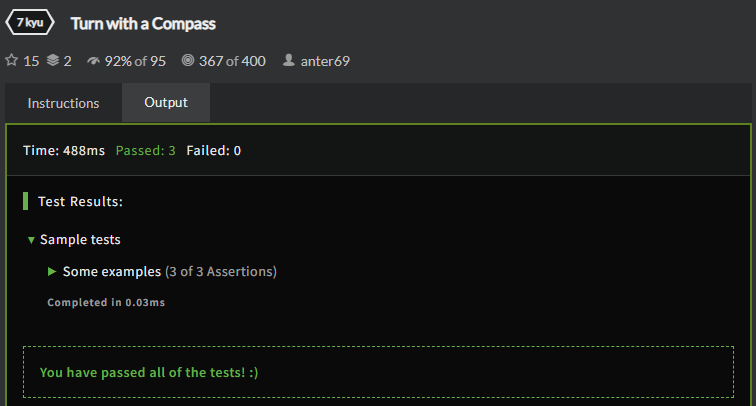 7 kyu Turn with a Compass
15 2 92% of 95 367 of 400 anter69
Instructions Output
Time: 488ms Passed: 3 Failed: 0
Test Results:
▼ Sample tests
▶ Some examples (3 of 3 Assertions)
Completed in 0.03ms
You have passed all of the tests! :)